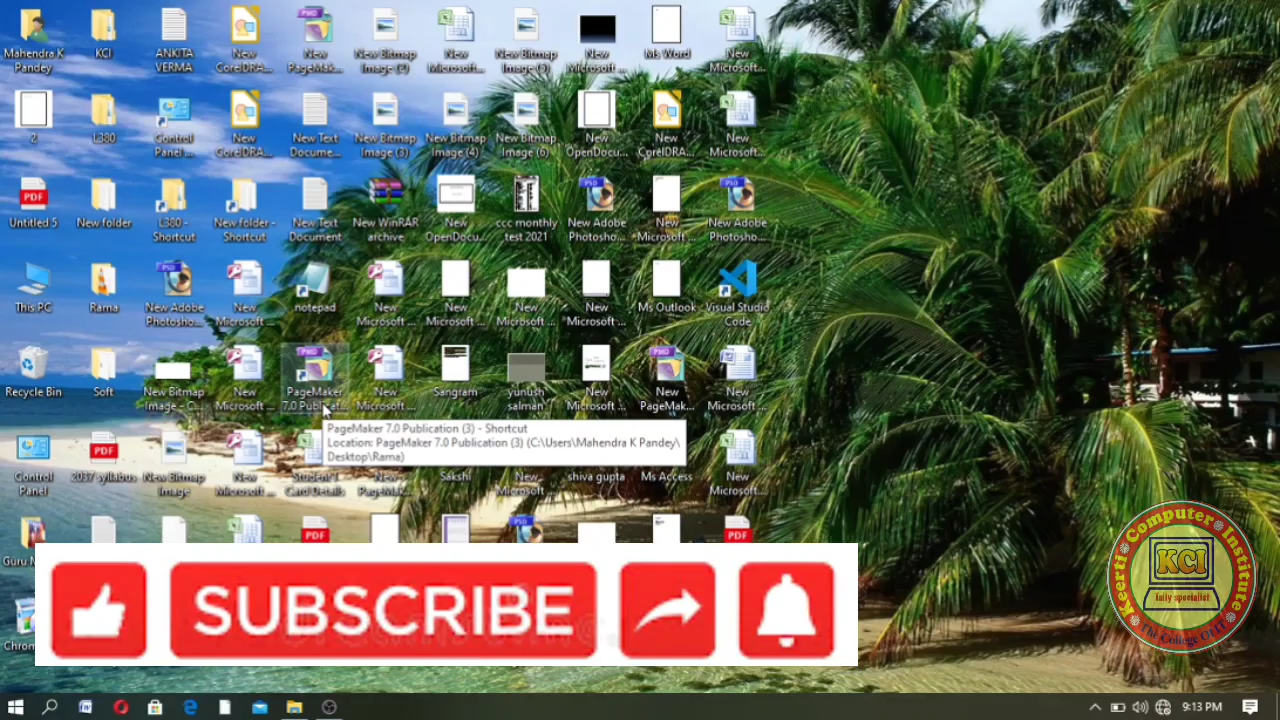 Mahendra K
Pandey
KCI
ANKITA
VERMA
New
CorelDRA...
New
PageMak...
New Bitmap
Image (2)
New
Microsoft...
New Bitmap
Image (5)
New
Microsoft ...
Ms Word
New
Microsoft...
2
L380
Control
Panel ...
New
CorelDRA...
New Text
Docume...
New Bitmap
Image (3)
New Bitmap
Image (4)
New Bitmap
Image (6)
New
OpenDocu...
New
CorelDRA...
New
Microsoft...
PDF
Untitled 5
New folder
L380 -
Shortcut
New folder -
Shortcut
New Text
Document
New WinRAR
archive
New
OpenDocu...
ccc monthly
test 2021
New Adobe
Photosho...
New
Microsoft ...
New Adobe
Photosho...
This PC
Rama
New Adobe
Photosho...
New
Microsoft ...
notepad
New
Microsoft ...
New
Microsoft ...
New
Microsoft ...
New
Microsoft ...
Ms Outlook
Visual Studio
Code
Recycle Bin
Soft
New Bitmap
Image - C...
New
Microsoft ...
PageMaker
7.0 Publicat...
New
Microsoft ...
Sangram
yunush
salman
New
Microsoft ...
New
PageMak...
New
Microsoft ...
PageMaker 7.0 Publication (3) - Shortcut
Location: PageMaker 7.0 Publication (3) (C:\Users\Mahendra K Pandey\
Desktop\Rama)
Control
Panel
PDF
2037 syllabus
New Bitmap
Image
New
Microsoft ...
Student's
Card Details
New
PageMak...
Sakshi
New
Microsoft ...
shiva gupta
Ms Access
New
Microsoft...
PDF
PDF
Guru
Chrom
SUBSCRIBE
Keerti Computer Institute
KCI
fully specialist
The College Of IT
9:13 PM